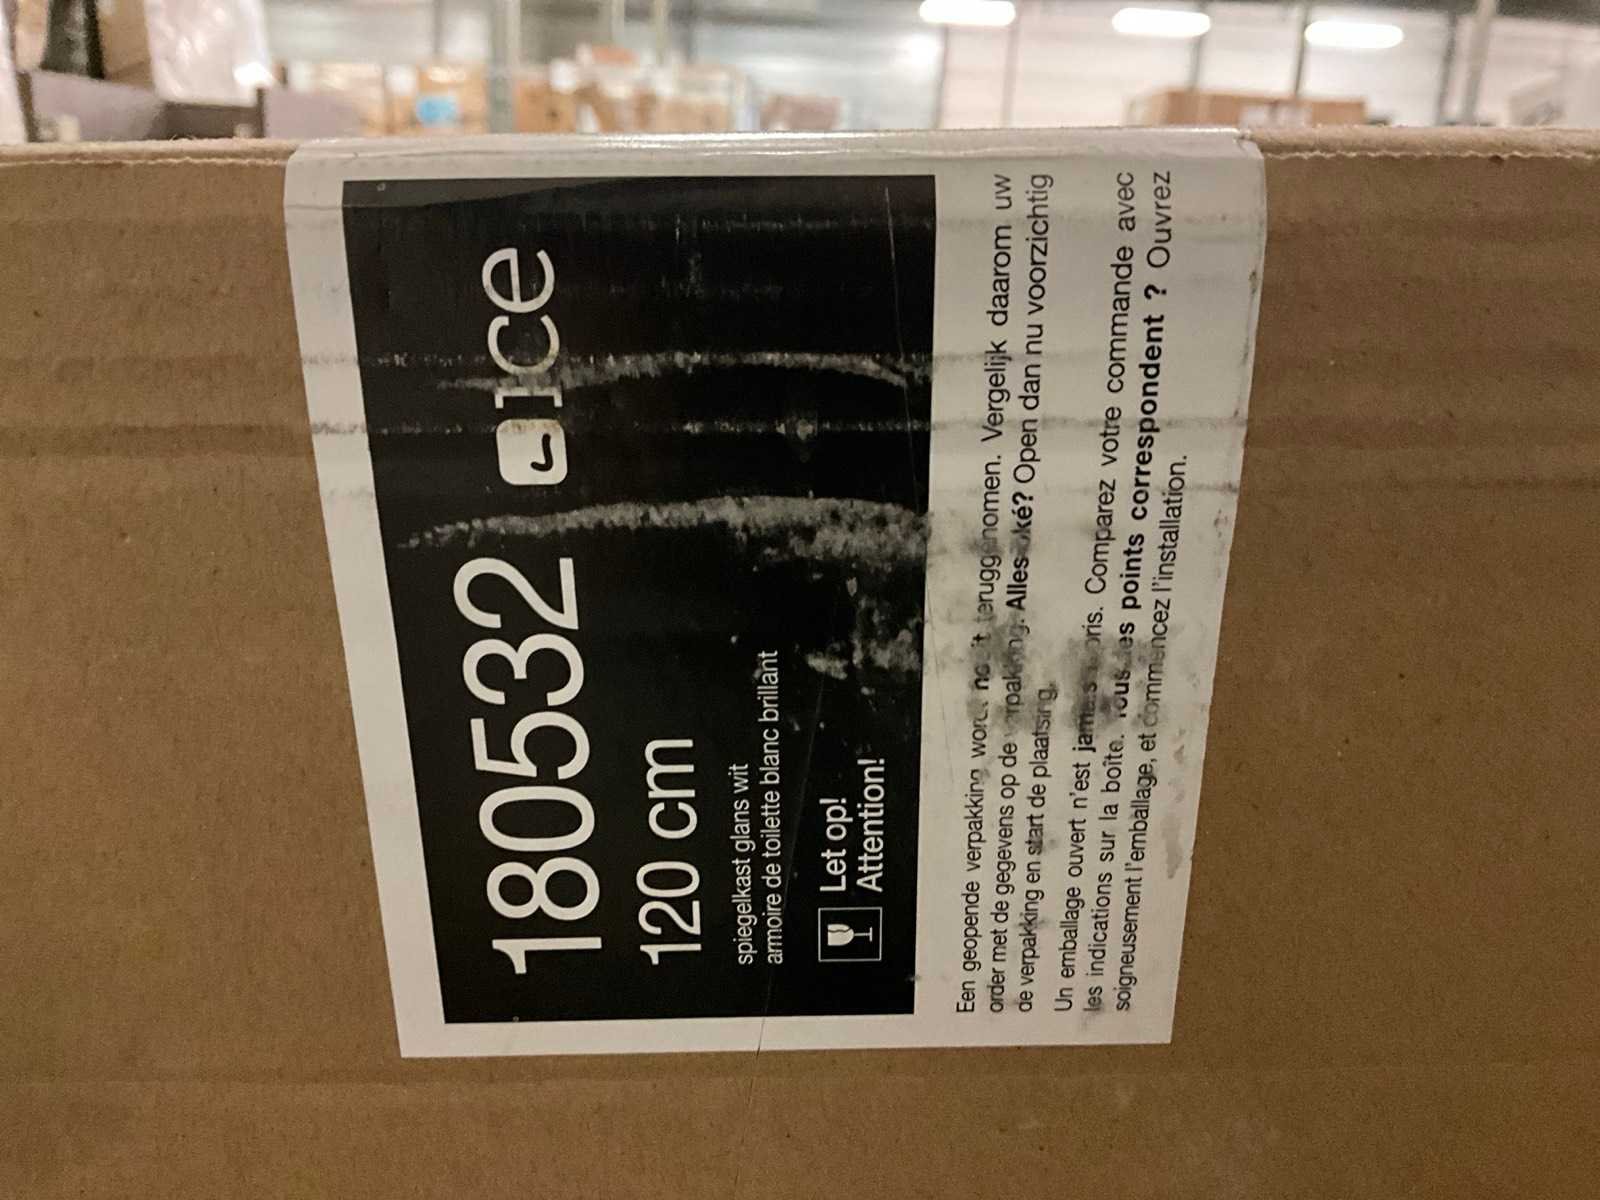 180532 ice
120 cm
spiegelkast glans wit
armoire de toilette blanc brillant
Let op!
Attention!
Een geopende verpakking wordt nooit teruggenomen. Vergelijk daarom uw
order met de gegevens op de verpakking. Alles oké? Open dan nu voorzichtig
de verpakking en start de plaatsing.
Un emballage ouvert n'est jamais repris. Comparez votre commande avec
les indications sur la boîte. Tous les points correspondent ? Ouvrez
soigneusement l'emballage, et commencez l'installation.